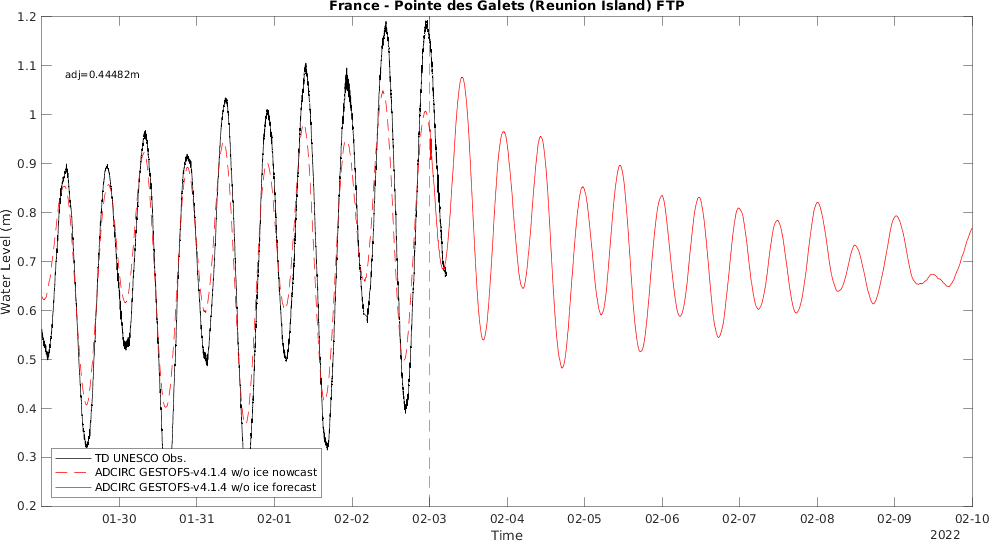 France - Pointe des Galets (Reunion Island) FTP
1.2
1.1
1
0.9
0.8
0.7
0.6
0.5
0.4
0.3
0.2
Water Level (m)
adj=0.44482m
TD UNESCO Obs.
ADCIRC GESTOFS-v4.1.4 w/o ice nowcast
ADCIRC GESTOFS-v4.1.4 w/o ice forecast
01-30 01-31 02-01 02-02 02-03 02-04 02-05 02-06 02-07 02-08 02-09 02-10
Time
2022